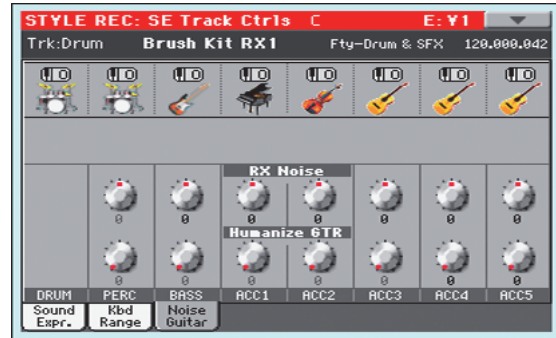 STYLE REC: SE Track Ctrls C E: ¥1
Trk:Drum Brush Kit RX1 Fty-Drum & SFX 120.000.042
RX Noise
0 0 0 0 0 0 0
Humanize GTR
0 0 0 0 0 0 0
DRUM PERC BASS ACC1 ACC2 ACC3 ACC4 ACC5
Sound Expr. Kbd Range Noise Guitar